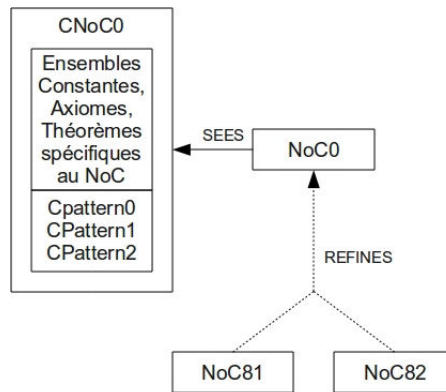 CNoC0
Ensembles
Constantes,
Axiomes,
Théorèmes
spécifiques
au NoC
Cpattern0
CPattern1
CPattern2
SEES
NoC0
REFINES
NoC81
NoC82